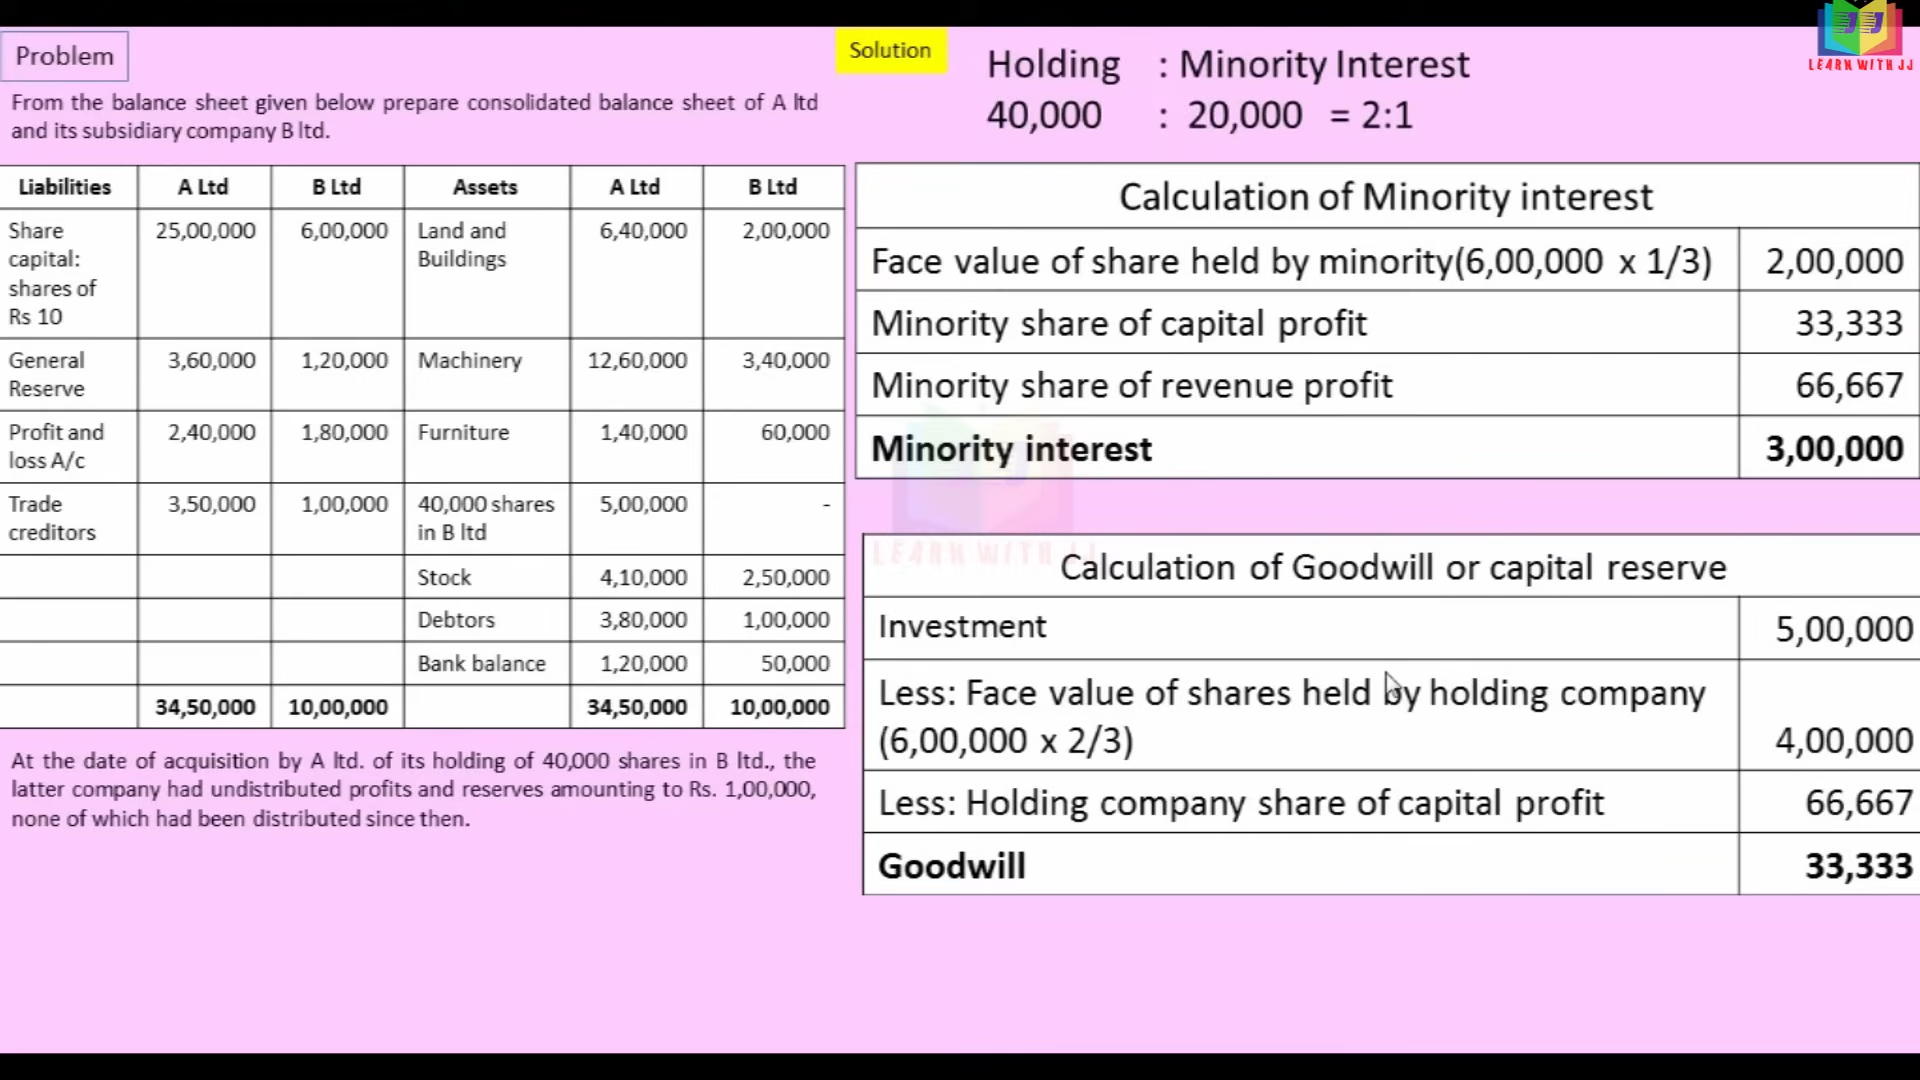 Problem
From the balance sheet given below prepare consolidated balance sheet of A ltd
and its subsidiary company B ltd.
Liabilities A Ltd B Ltd Assets A Ltd B Ltd
Share capital: shares of Rs 10 25,00,000 6,00,000 Land and Buildings 6,40,000 2,00,000
General Reserve 3,60,000 1,20,000 Machinery 12,60,000 3,40,000
Profit and loss A/c 2,40,000 1,80,000 Furniture 1,40,000 60,000
Trade creditors 3,50,000 1,00,000 40,000 shares in B ltd 5,00,000 -
Stock 4,10,000 2,50,000
Debtors 3,80,000 1,00,000
Bank balance 1,20,000 50,000
34,50,000 10,00,000 34,50,000 10,00,000
At the date of acquisition by A ltd. of its holding of 40,000 shares in B ltd., the
latter company had undistributed profits and reserves amounting to Rs. 1,00,000,
none of which had been distributed since then.
Solution
Holding : Minority Interest
40,000 : 20,000 = 2:1
Calculation of Minority interest
Face value of share held by minority(6,00,000 x 1/3) 2,00,000
Minority share of capital profit 33,333
Minority share of revenue profit 66,667
Minority interest 3,00,000
LEARN WITH JJ
Calculation of Goodwill or capital reserve
Investment 5,00,000
Less: Face value of shares held by holding company
(6,00,000 x 2/3) 4,00,000
Less: Holding company share of capital profit 66,667
Goodwill 33,333
JJ
LEARN WITH JJ